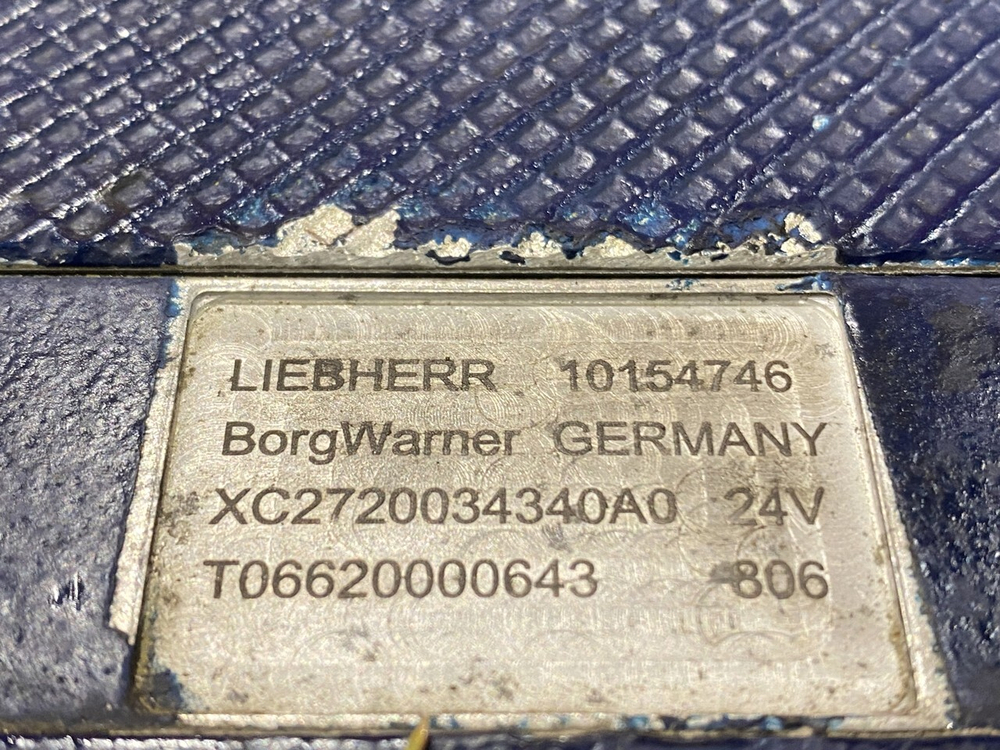 LIEBHERR 10154746
BorgWarner GERMANY
XC2720034340A0 24V
T06620000643 806